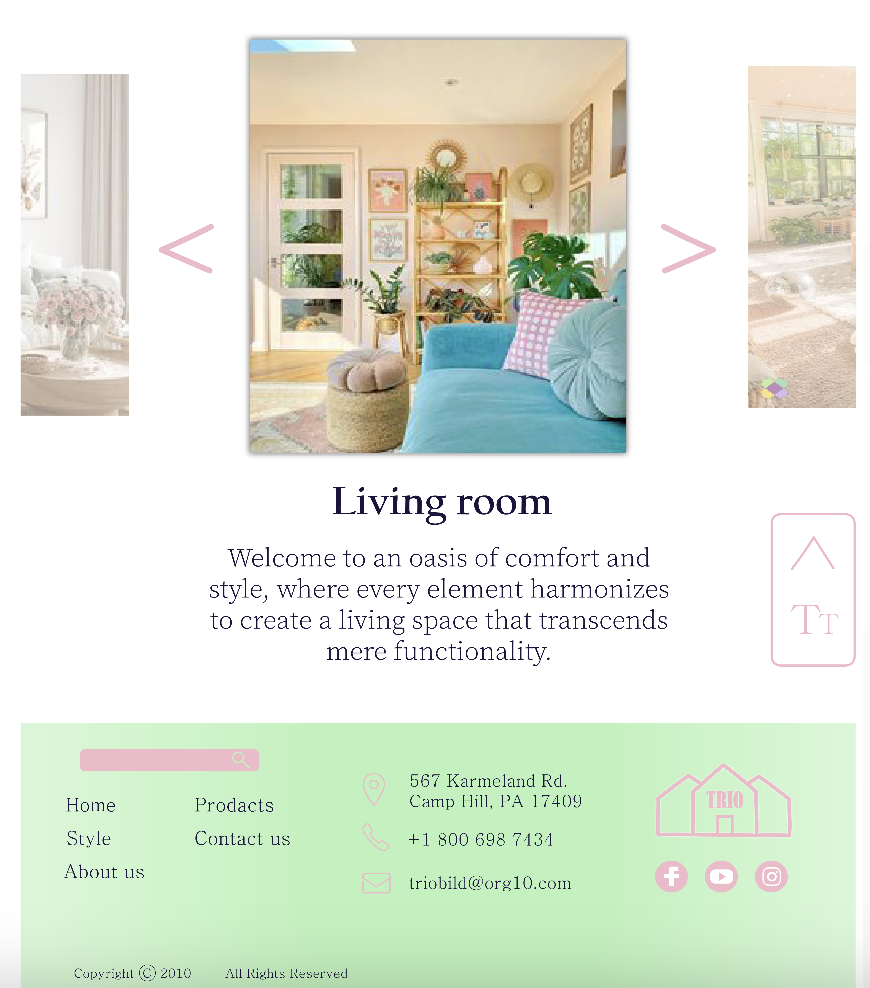 Living room
Welcome to an oasis of comfort and
style, where every element harmonizes
to create a living space that transcends
mere functionality.
TT
Home
Products
Style
Contact us
About us
567 Karmeland Rd.
Camp Hill, PA 17409
+1 800 698 7434
triobild@org10.com
TRIO
Copyright © 2010
All Rights Reserved